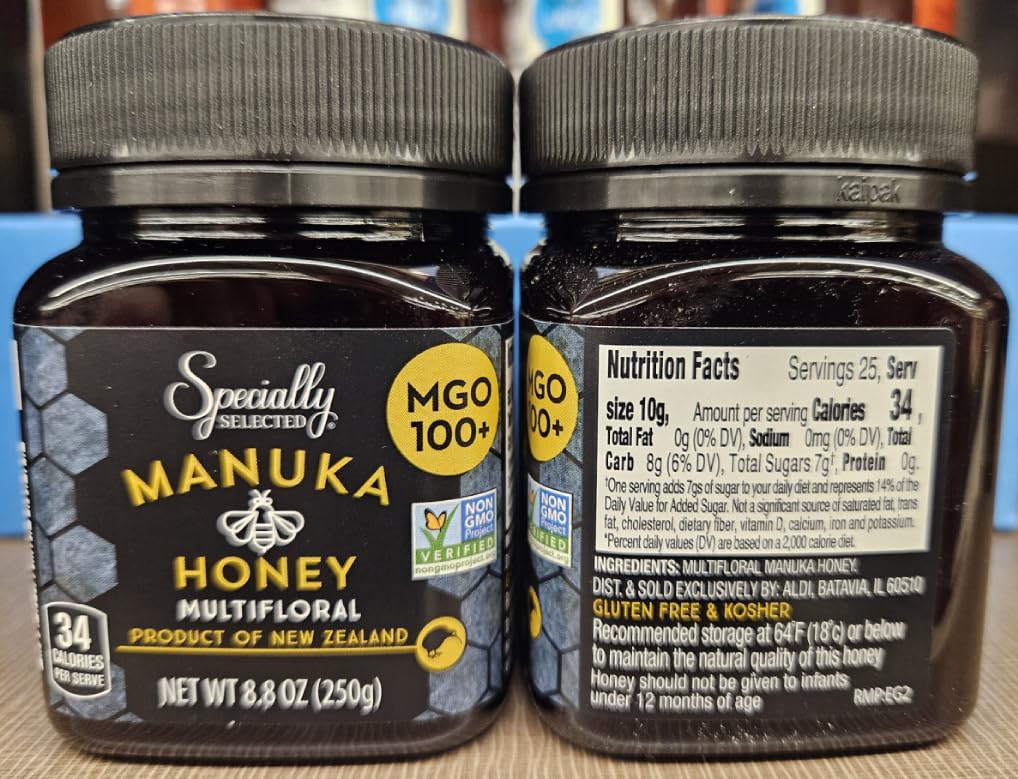 Specially
SELECTED®
MGO
100+
MANUKA
HONEY
MULTIFLORAL
PRODUCT OF NEW ZEALAND
NON
GMO
Project
VERIFIED
nongmoproject.org
34
CALORIES
PER SERVE
NET WT 8.8 OZ (250g)
kaipak
MGO
00+
NON
GMO
Project
Nutrition Facts Servings 25, Serv
size 10g, Amount per serving Calories 34,
Total Fat 0g (0% DV), Sodium 0mg (0% DV), Total
Carb 8g (6% DV), Total Sugars 7g†, Protein 0g.
†One serving adds 7gs of sugar to your daily diet and represents 14% of the
Daily Value for Added Sugar. Not a significant source of saturated fat, trans
fat, cholesterol, dietary fiber, vitamin D, calcium, iron and potassium.
*Percent daily values (DV) are based on a 2,000 calorie diet.
INGREDIENTS: MULTIFLORAL MANUKA HONEY.
DIST. & SOLD EXCLUSIVELY BY: ALDI, BATAVIA, IL 60510
GLUTEN FREE & KOSHER
Recommended storage at 64°F (18°c) or below
to maintain the natural quality of this honey
Honey should not be given to infants
under 12 months of age RMP:EG2